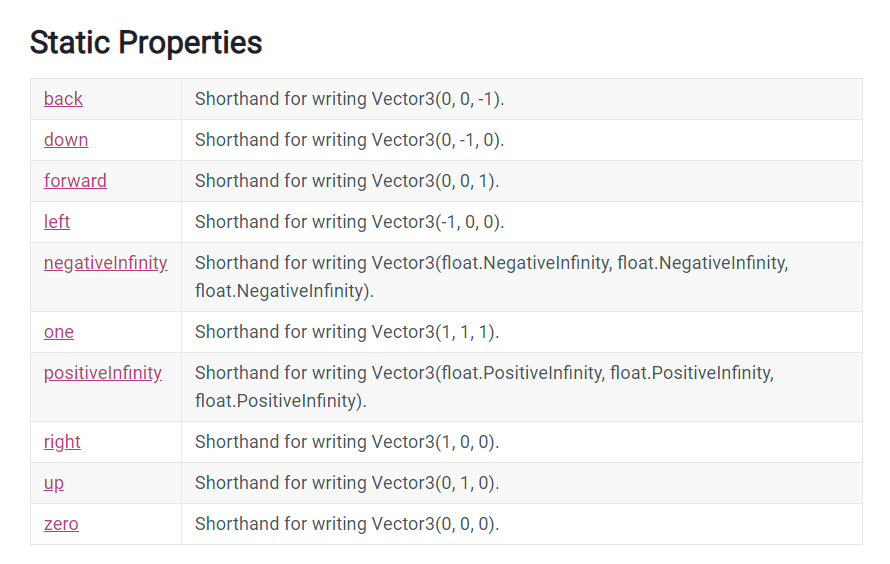 Static Properties
back Shorthand for writing Vector3(0, 0, -1).
down Shorthand for writing Vector3(0, -1, 0).
forward Shorthand for writing Vector3(0, 0, 1).
left Shorthand for writing Vector3(-1, 0, 0).
negativeInfinity Shorthand for writing Vector3(float.NegativeInfinity, float.NegativeInfinity,
float.NegativeInfinity).
one Shorthand for writing Vector3(1, 1, 1).
positiveInfinity Shorthand for writing Vector3(float.PositiveInfinity, float.PositiveInfinity,
float.PositiveInfinity).
right Shorthand for writing Vector3(1, 0, 0).
up Shorthand for writing Vector3(0, 1, 0).
zero Shorthand for writing Vector3(0, 0, 0).